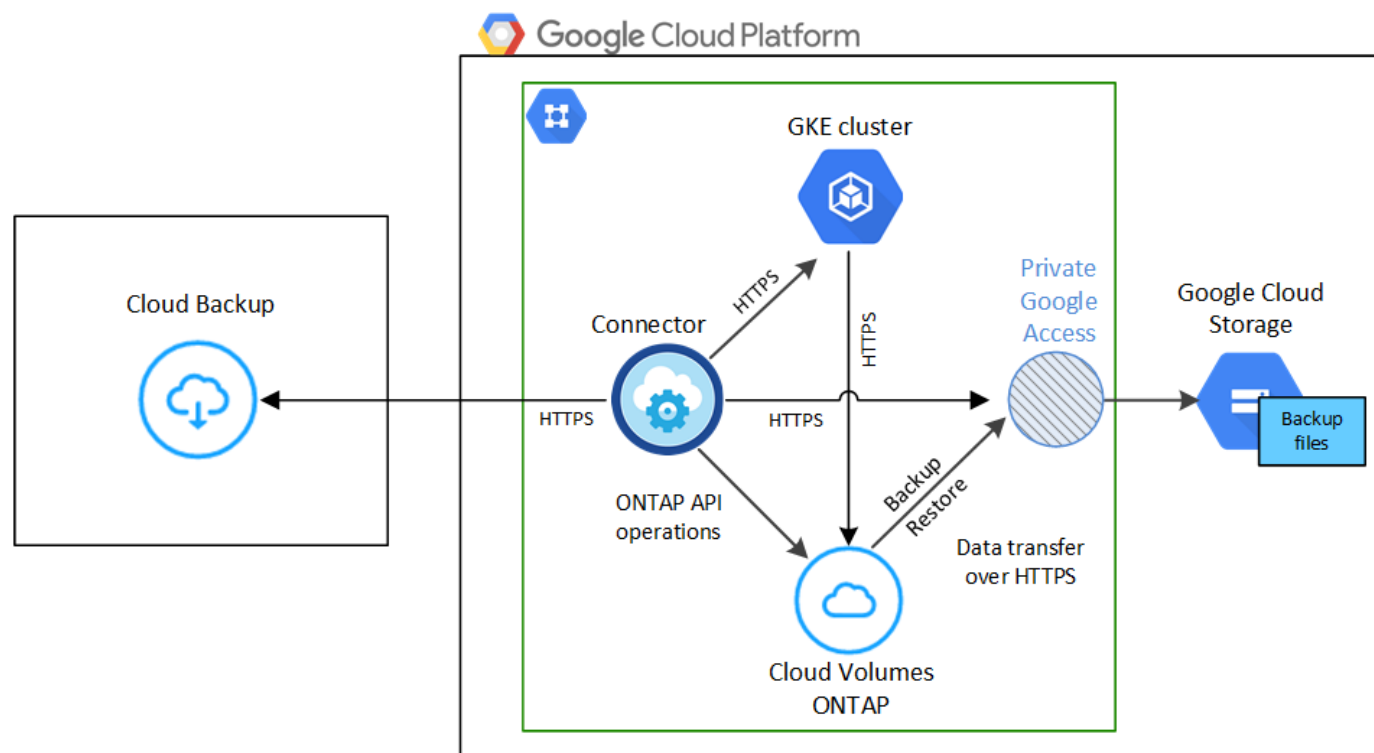 Google Cloud Platform
GKE cluster
Private
Google
Access
Google Cloud
Storage
Backup
files
Cloud Backup
Connector
HTTPS
HTTPS
HTTPS
HTTPS
ONTAP API
operations
Backup
Restore
Data transfer
over HTTPS
Cloud Volumes
ONTAP